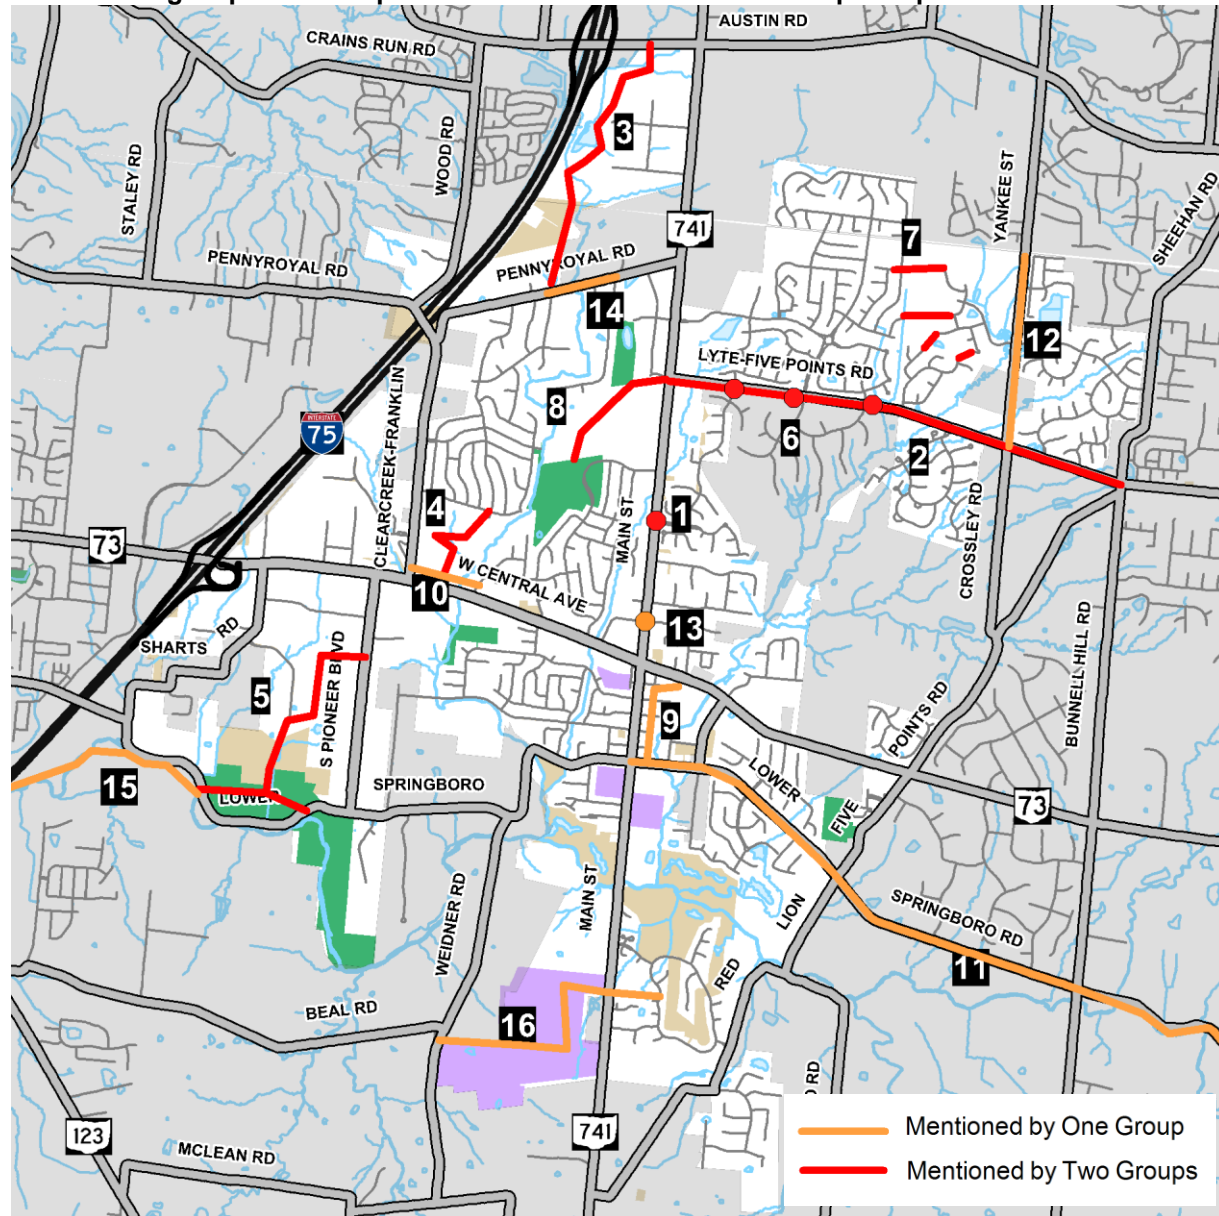 AUSTIN RD
CRAINS RUN RD
3
WOOD RD
STALEY RD
YANKEE ST
SHEEHAN RD
741
7
PENNYROYAL RD
PENNYROYAL RD
14
12
LYTE-FIVE POINTS RD
8
INTERSTATE
75
6
2
CLEARCREEK-FRANKLIN LN
4
1
MAIN ST
CROSSLEY RD
73
W CENTRAL AVE
10
13
SHARTS RD
BUNNELL HILL RD
5
S PIONEER BLVD
9
POINTS RD
15
LOWER
SPRINGBORO
LOWER
FIVE
73
MAIN ST
WEIDNER RD
LION
SPRINGBORO RD
11
RED
BEAL RD
16
123
741
MCLEAN RD
RD
Mentioned by One Group
Mentioned by Two Groups